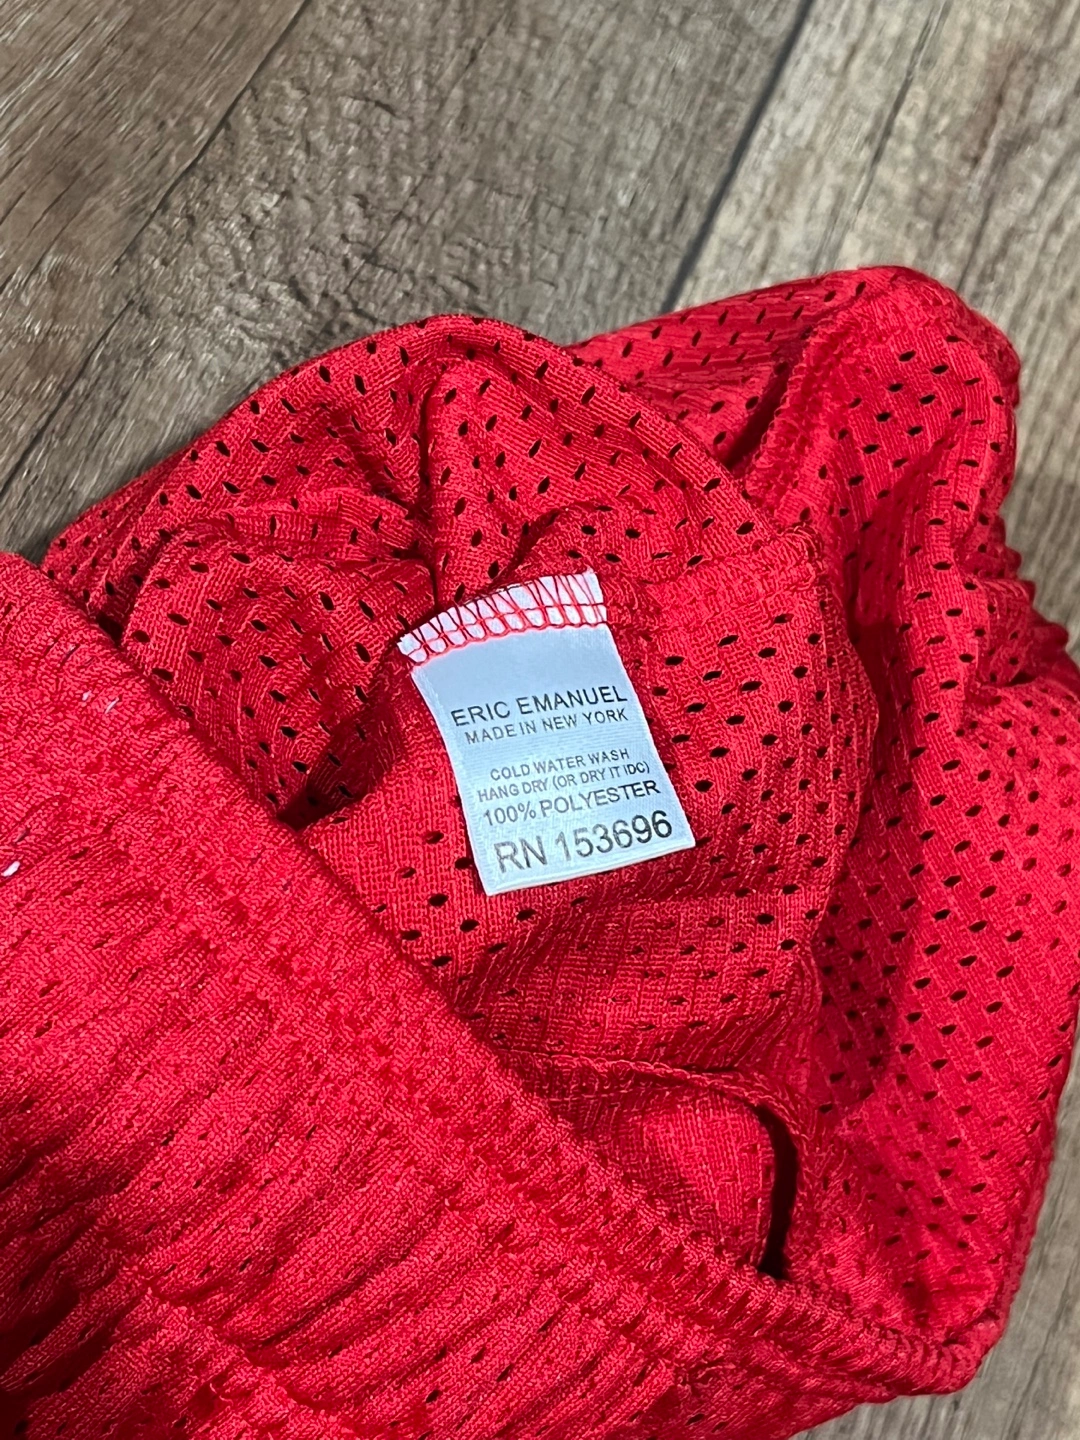 ERIC EMANUEL
MADE IN NEW YORK
COLD WATER WASH
HANG DRY (OR DRY IT IDC)
100% POLYESTER
RN 153696